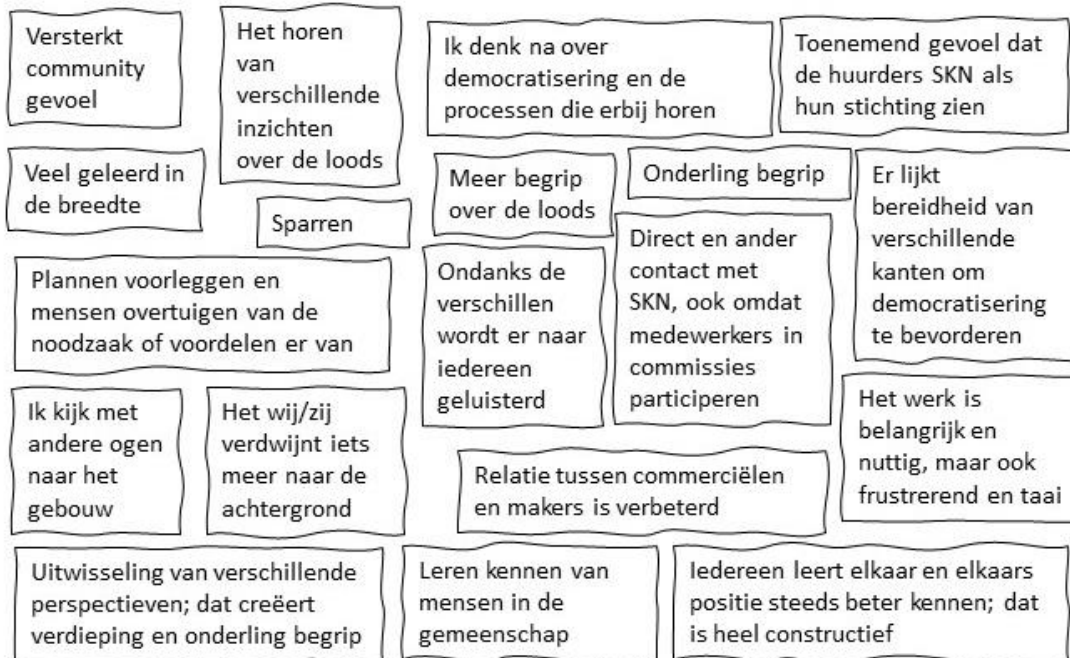 Versterkt
community
gevoel
Het horen
van
verschillende
inzichten
over de loods
Ik denk na over
democratisering en de
processen die erbij horen
Toenemend gevoel dat
de huurders SKN als
hun stichting zien
Veel geleerd in
de breedte
Sparren
Meer begrip
over de loods
Onderling begrip
Er lijkt
bereidheid van
verschillende
kanten om
democratisering
te bevorderen
Plannen voorleggen en
mensen overtuigen van de
noodzaak of voordelen er van
Ondanks de
verschillen
wordt er naar
iedereen
geluisterd
Direct en ander
contact met
SKN, ook omdat
medewerkers in
commissies
participeren
Ik kijk met
andere ogen
naar het
gebouw
Het wij/zij
verdwijnt iets
meer naar de
achtergrond
Het werk is
belangrijk en
nuttig, maar ook
frustrerend en taai
Relatie tussen commerciëlen
en makers is verbeterd
Uitwisseling van verschillende
perspectieven; dat creëert
verdieping en onderling begrip
Leren kennen van
mensen in de
gemeenschap
Iedereen leert elkaar en elkaars
positie steeds beter kennen; dat
is heel constructief